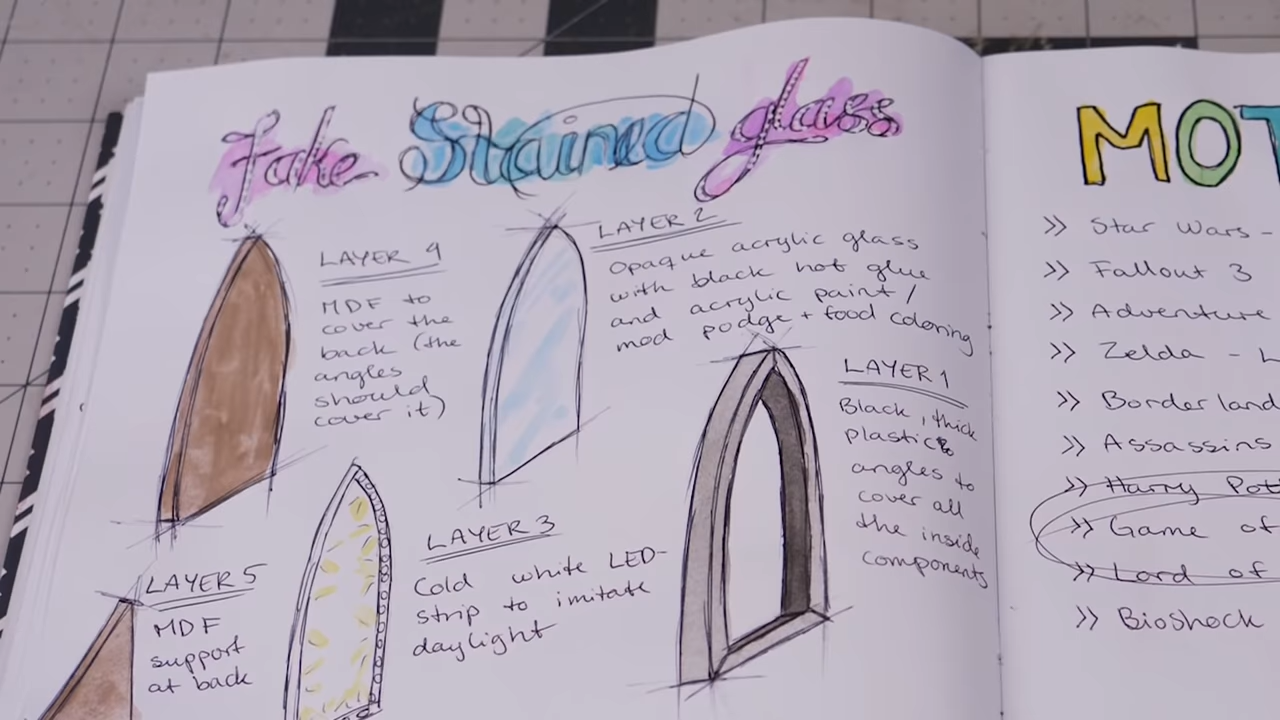 Fake Stained glass
LAYER 4
MDF to
cover the
back (the
angles
should
cover it)
LAYER 2
Opaque acrylic glass
with black hot glue
and acrylic paint /
mod podge + food coloring
LAYER 1
Black, thick
plastic
angles to
cover all
the inside
components
LAYER 3
Cold white LED-
strip to imitate
daylight
LAYER 5
MDF
support
at back
MOT
>> Star Wars -
>> Fallout 3
>> Adventure
>> Zelda - L
>> Borderland
>> Assassins
>> Harry Pot
>> Game of
>> Lord of
>> Bioshock